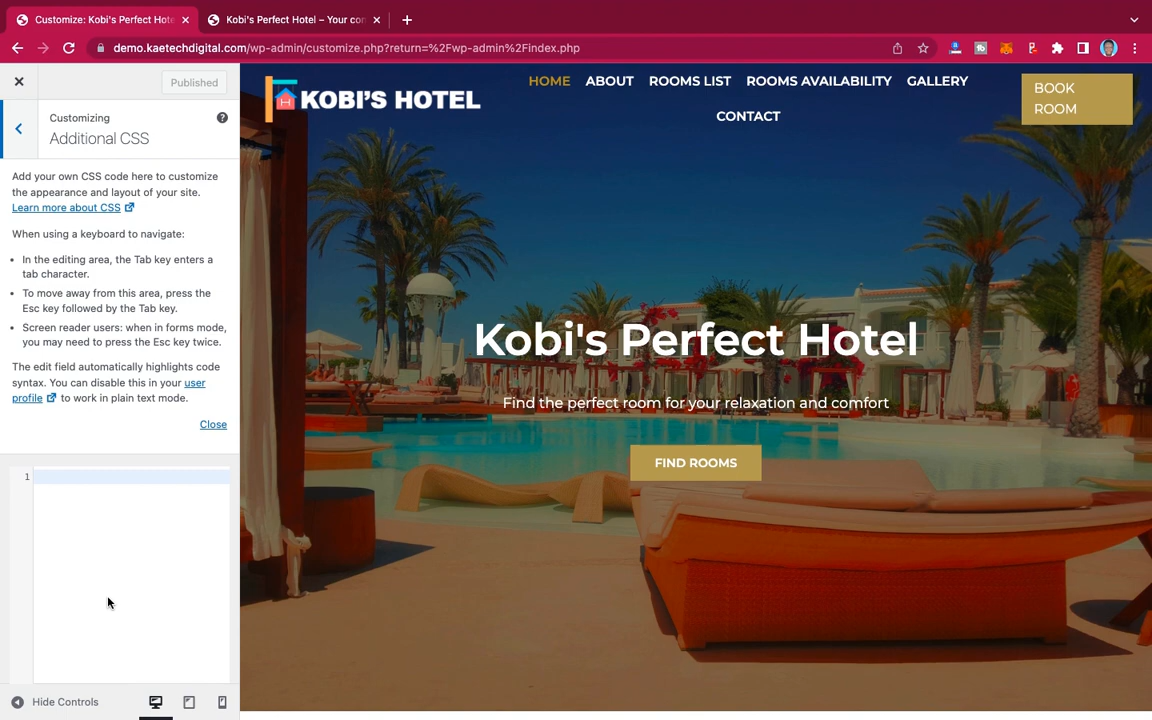 Customize: Kobi's Perfect Hote
Kobi's Perfect Hotel – Your con
demo.kaetechdigital.com/wp-admin/customize.php?return=%2Fwp-admin%2Findex.php
Published
Customizing
Additional CSS
Add your own CSS code here to customize
the appearance and layout of your site.
Learn more about CSS
When using a keyboard to navigate:
• In the editing area, the Tab key enters a
tab character.
• To move away from this area, press the
Esc key followed by the Tab key.
• Screen reader users: when in forms mode,
you may need to press the Esc key twice.
The edit field automatically highlights code
syntax. You can disable this in your user
profile to work in plain text mode.
Close
1
Hide Controls
KOBI'S HOTEL
HOME ABOUT ROOMS LIST ROOMS AVAILABILITY GALLERY
CONTACT
BOOK
ROOM
Kobi's Perfect Hotel
Find the perfect room for your relaxation and comfort
FIND ROOMS